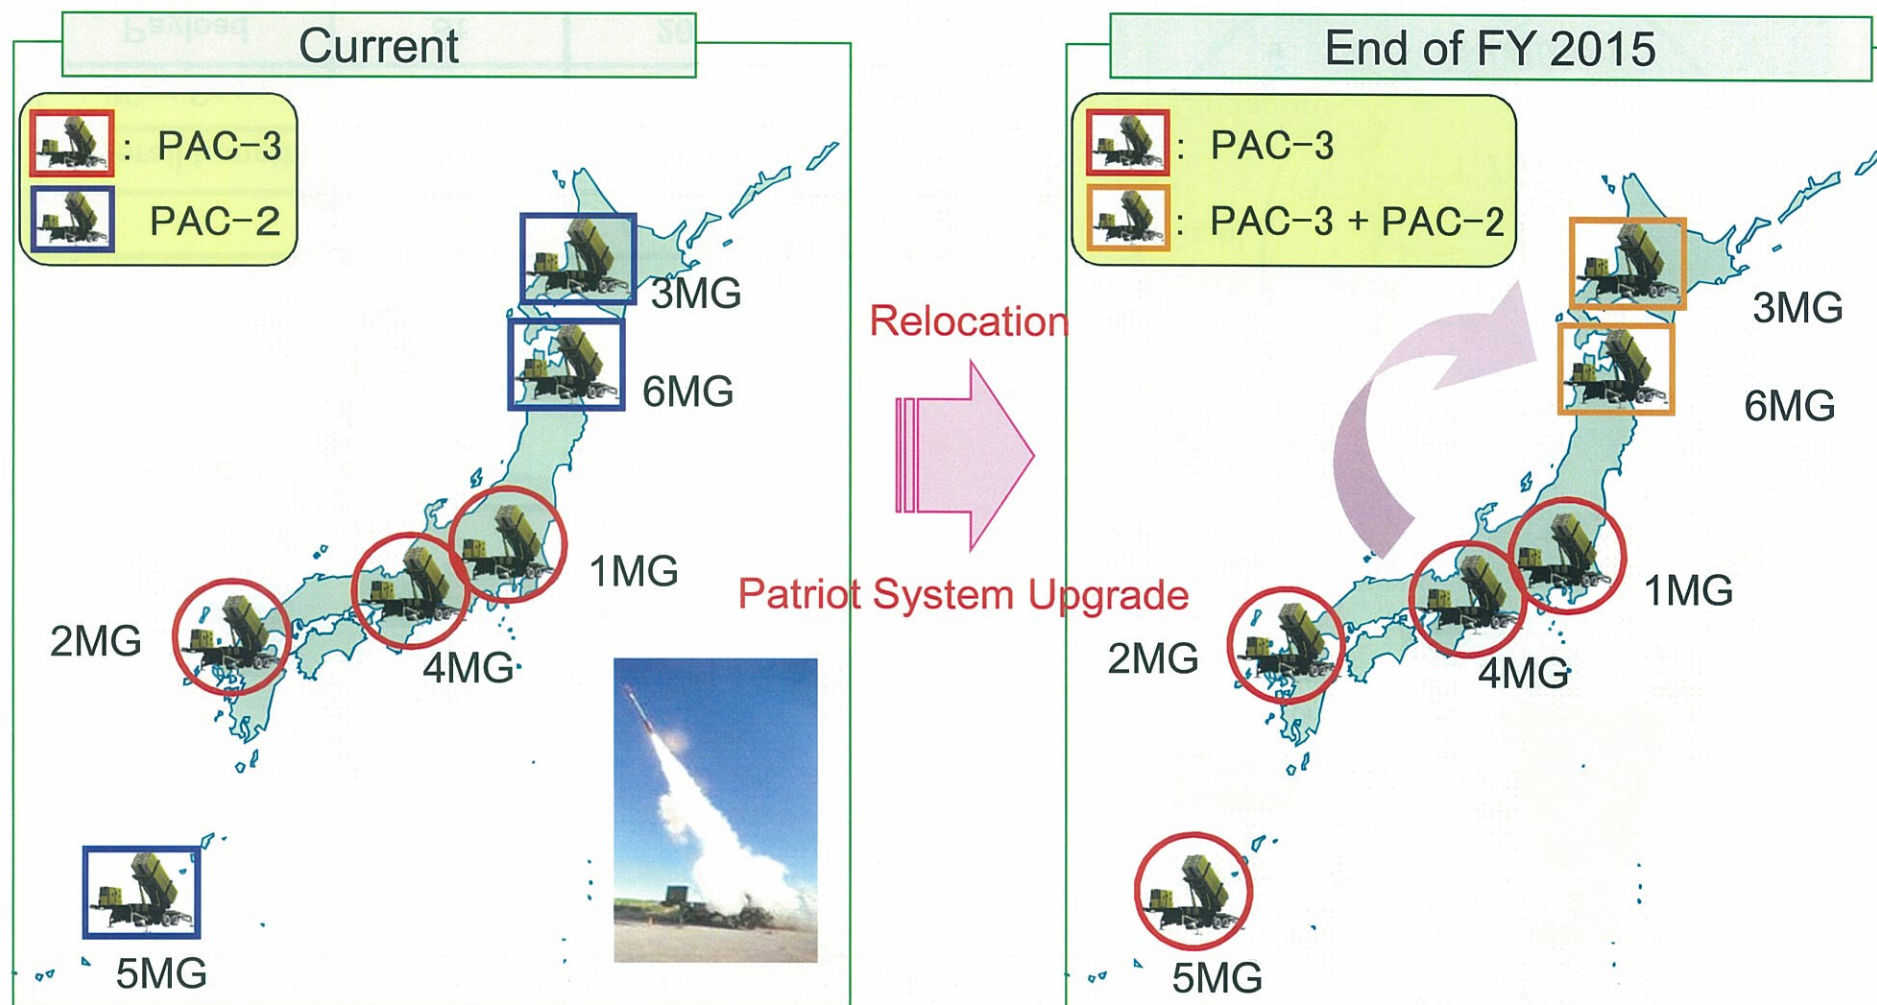 Current
: PAC-3
PAC-2
3MG
6MG
1MG
2MG
4MG
5MG
Relocation
Patriot System Upgrade
End of FY 2015
: PAC-3
: PAC-3 + PAC-2
3MG
6MG
1MG
2MG
4MG
5MG